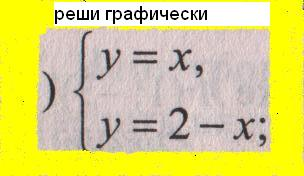 реши графически
) { y = x,
y = 2 – x;